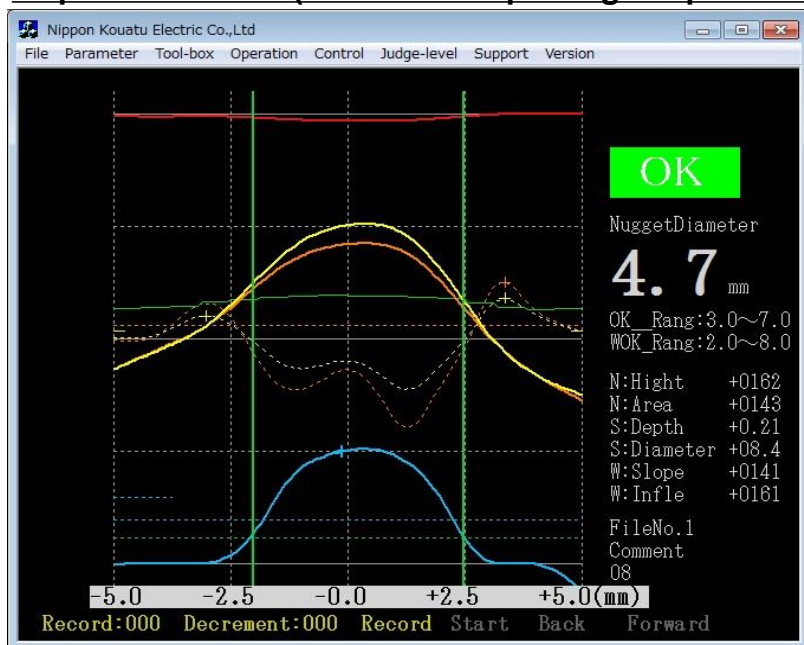 Nippon Kouatu Electric Co.,Ltd
File Parameter Tool-box Operation Control Judge-level Support Version
OK
NuggetDiameter
4.7 mm
OK__Rang:3.0～7.0
WOK_Rang:2.0～8.0
N:Hight +0162
N:Area +0143
S:Depth +0.21
S:Diameter +08.4
W:Slope +0141
W:Infle +0161
FileNo.1
Comment
08
-5.0 -2.5 -0.0 +2.5 +5.0(mm)
Record:000 Decrement:000 Record Start Back Forward